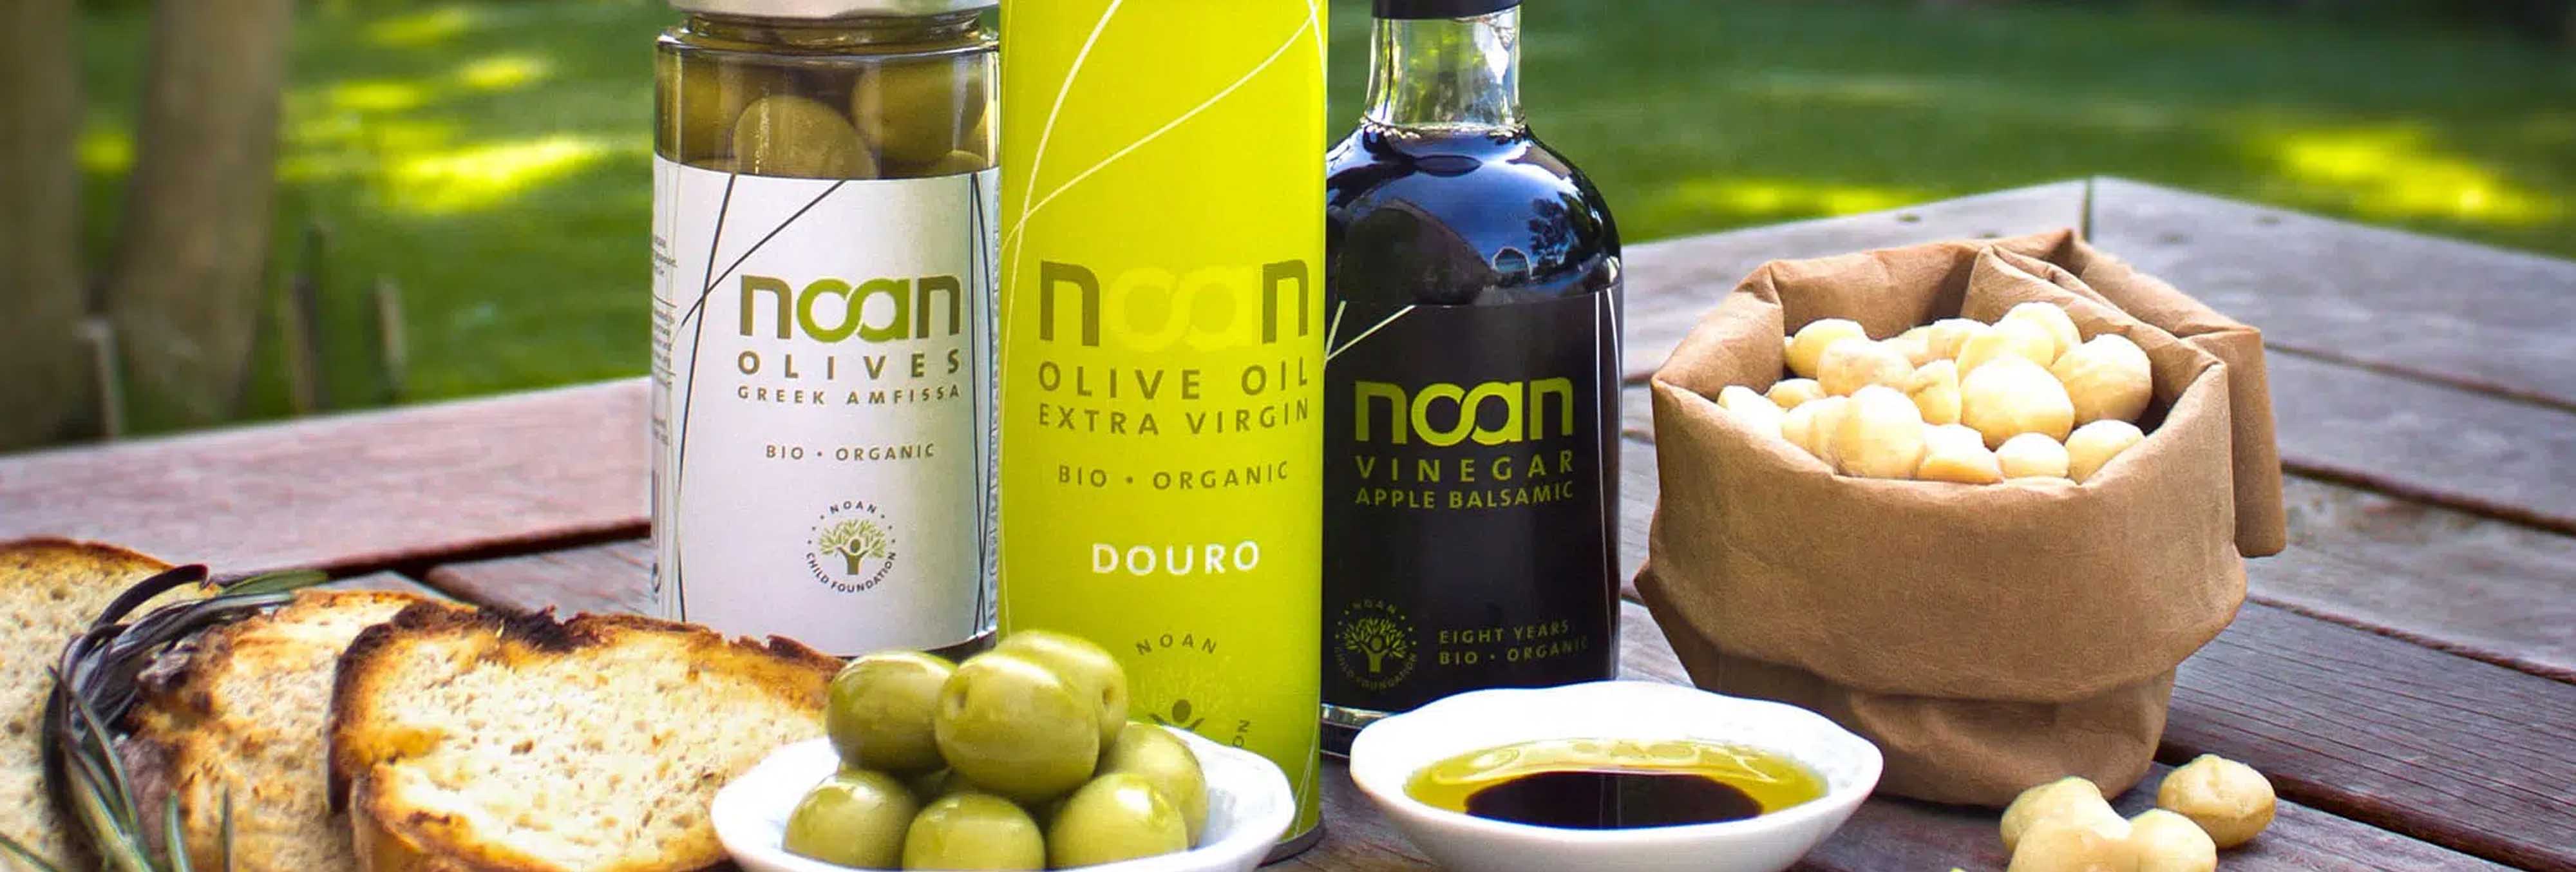 noan
OLIVES
GREEK AMFISSA
BIO • ORGANIC
• NOAN •
CHILD FOUNDATION
noan
OLIVE OIL
EXTRA VIRGIN
BIO • ORGANIC
DOURO
NOAN
noan
VINEGAR
APPLE BALSAMIC
• NOAN •
CHILD FOUNDATION
EIGHT YEARS
BIO • ORGANIC